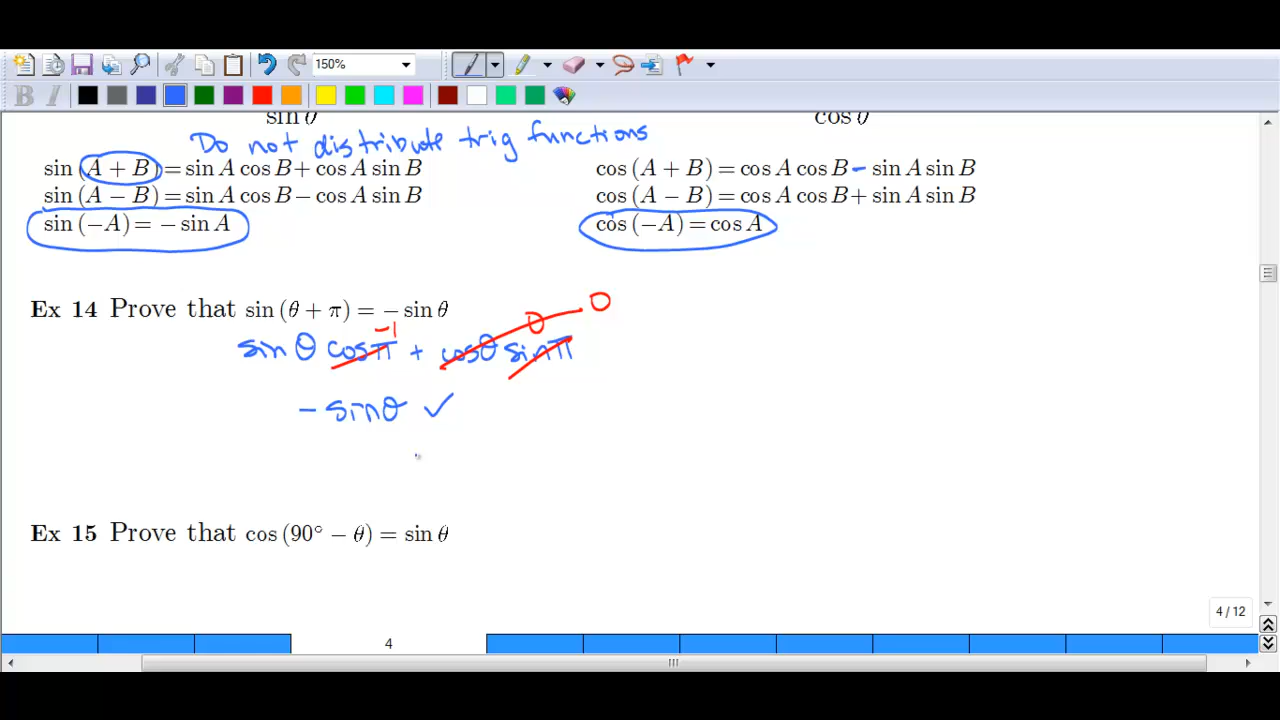 150%
B I
sin θ cos θ
Do not distribute trig functions
sin (A + B) = sin A cos B + cos A sin B cos (A + B) = cos A cos B - sin A sin B
sin (A − B) = sin A cos B − cos A sin B cos (A − B) = cos A cos B + sin A sin B
sin (−A) = − sin A cos (−A) = cos A
Ex 14 Prove that sin (θ + π) = − sin θ
-1 0 0
sin θ cos π + cos θ sin π
- sin θ ✓
Ex 15 Prove that cos (90° − θ) = sin θ
4 / 12
4